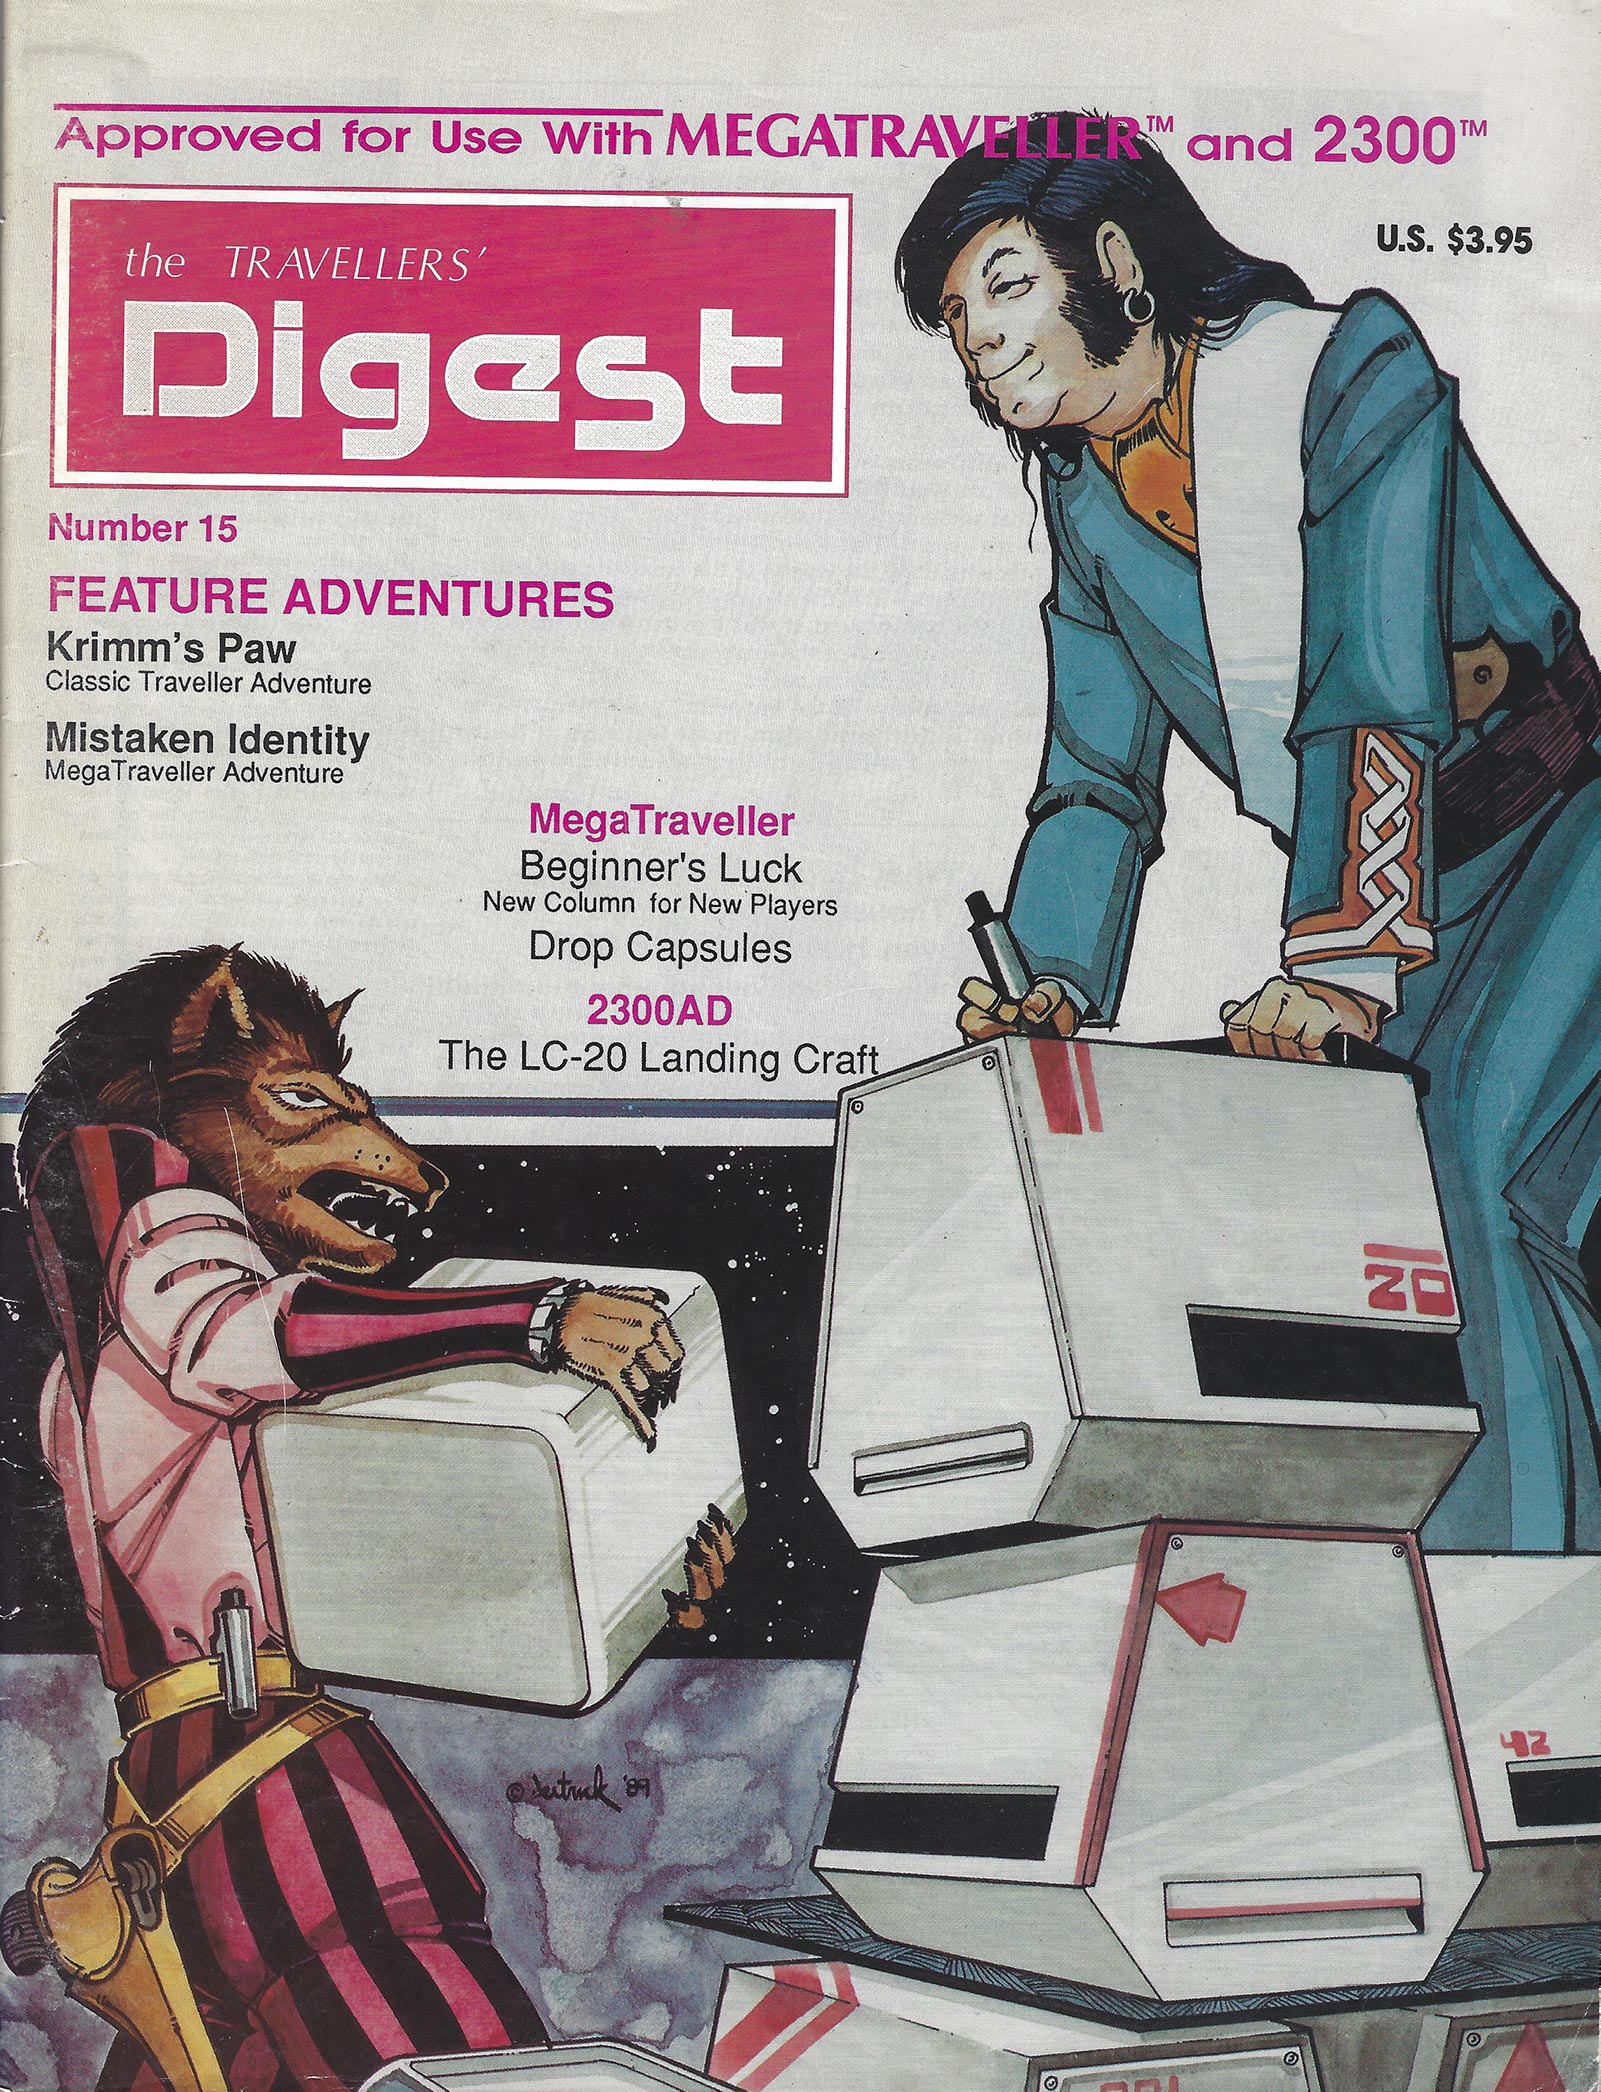 Approved for Use With MEGATRAVELLER™ and 2300™
U.S. $3.95
the TRAVELLERS'
Digest
Number 15
FEATURE ADVENTURES
Krimm's Paw
Classic Traveller Adventure
Mistaken Identity
MegaTraveller Adventure
MegaTraveller
Beginner's Luck
New Column for New Players
Drop Capsules
2300AD
The LC-20 Landing Craft
20
42
© Deitrick '89